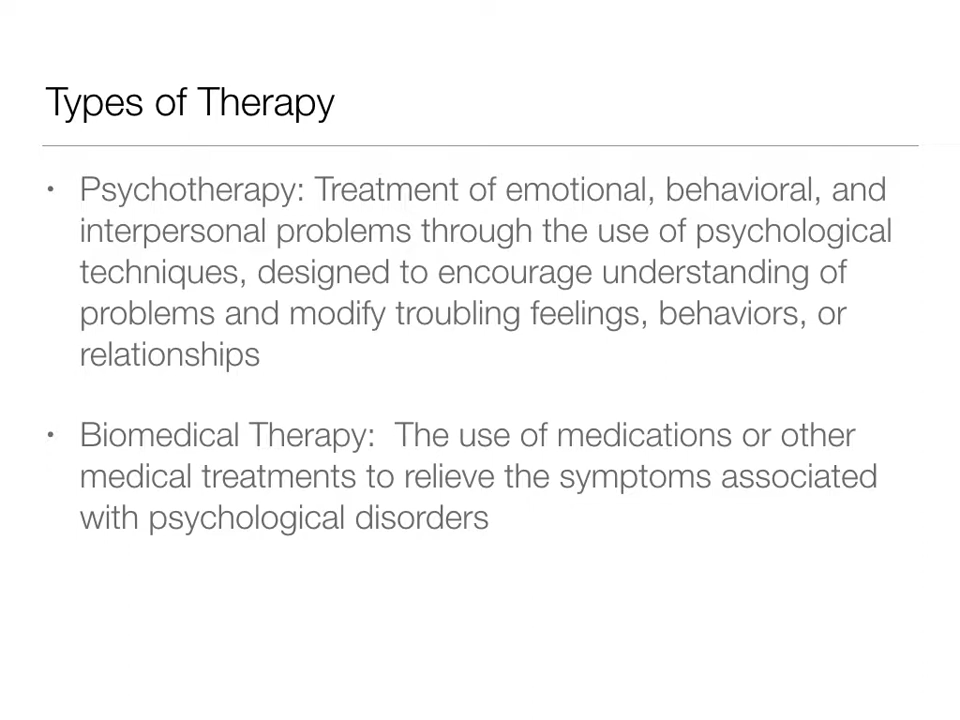 Types of Therapy
• Psychotherapy: Treatment of emotional, behavioral, and
interpersonal problems through the use of psychological
techniques, designed to encourage understanding of
problems and modify troubling feelings, behaviors, or
relationships
• Biomedical Therapy:  The use of medications or other
medical treatments to relieve the symptoms associated
with psychological disorders